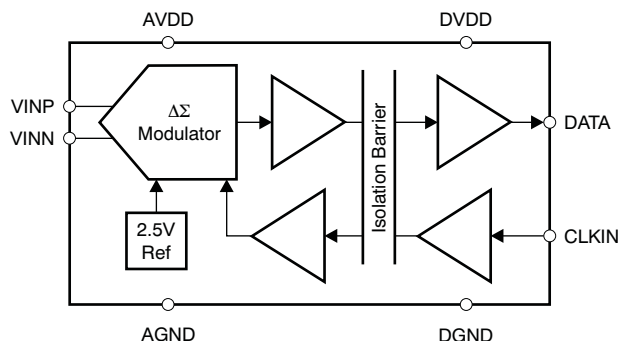 AVDD
DVDD
VINP
VINN
ΔΣ
Modulator
2.5V
Ref
Isolation Barrier
DATA
CLKIN
AGND
DGND